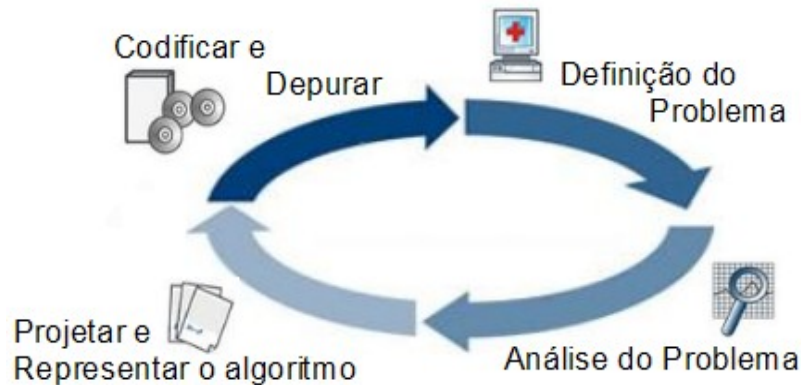 Codificar e
Depurar
Definição do
Problema
Análise do Problema
Projetar e
Representar o algoritmo